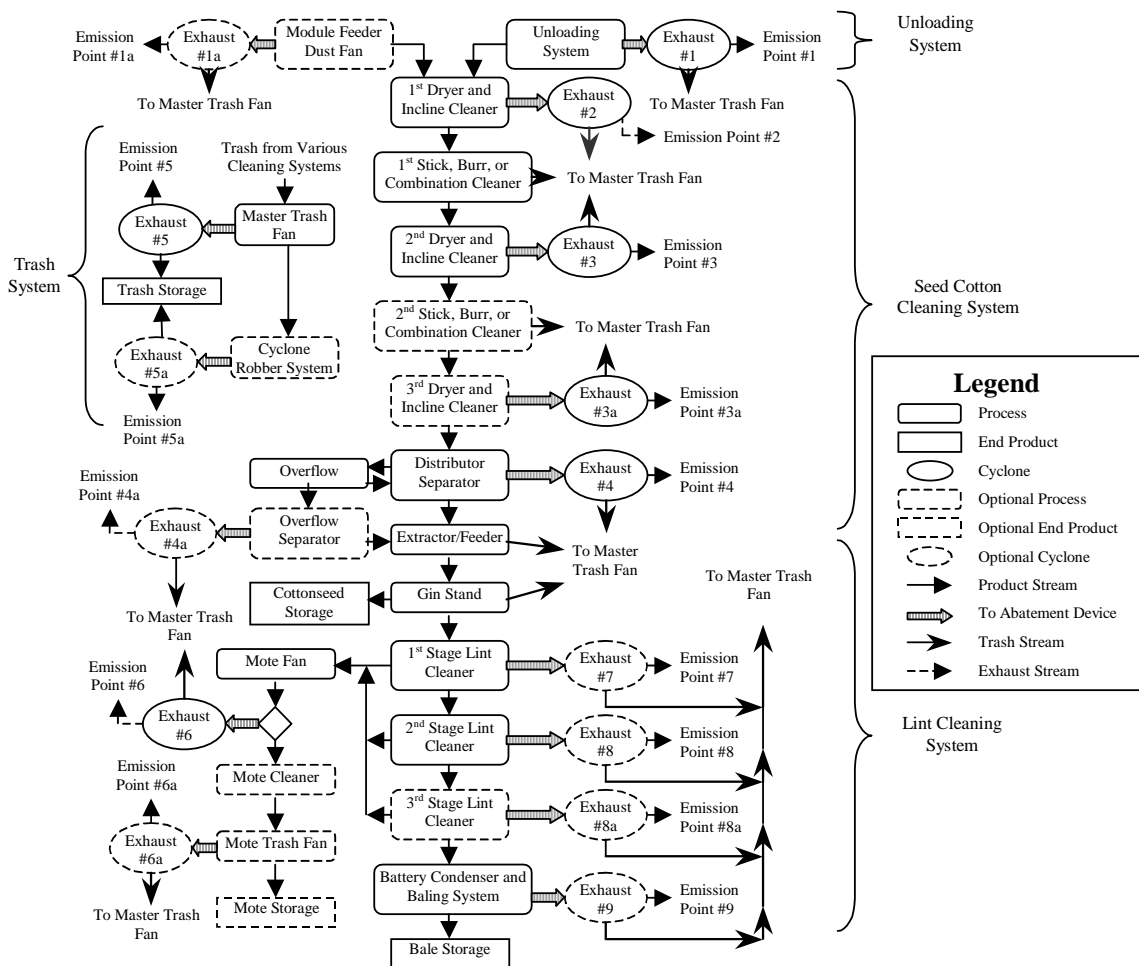 Emission
Point #1a
Exhaust
#1a
Module Feeder
Dust Fan
Unloading
System
Exhaust
#1
Emission
Point #1
Unloading
System
To Master Trash Fan
1st Dryer and
Incline Cleaner
Exhaust
#2
To Master Trash Fan
Emission Point #2
Emission
Point #5
Trash from Various
Cleaning Systems
1st Stick, Burr, or
Combination Cleaner
To Master Trash Fan
Exhaust
#5
Master Trash
Fan
2nd Dryer and
Incline Cleaner
Exhaust
#3
Emission
Point #3
Trash
System
Trash Storage
Seed Cotton
Cleaning System
2nd Stick, Burr, or
Combination Cleaner
To Master Trash Fan
Exhaust
#5a
Cyclone
Robber System
3rd Dryer and
Incline Cleaner
Exhaust
#3a
Emission
Point #3a
Emission
Point #5a
Legend
Process
End Product
Cyclone
Optional Process
Optional End Product
Optional Cyclone
Product Stream
To Abatement Device
Trash Stream
Exhaust Stream
Overflow
Distributor
Separator
Exhaust
#4
Emission
Point #4
Emission
Point #4a
Exhaust
#4a
Overflow
Separator
Extractor/Feeder
To Master
Trash Fan
Cottonseed
Storage
Gin Stand
To Master Trash
Fan
To Master Trash
Fan
Mote Fan
1st Stage Lint
Cleaner
Exhaust
#7
Emission
Point #7
Emission
Point #6
Exhaust
#6
2nd Stage Lint
Cleaner
Exhaust
#8
Emission
Point #8
Lint Cleaning
System
Emission
Point #6a
Mote Cleaner
3rd Stage Lint
Cleaner
Exhaust
#8a
Emission
Point #8a
Exhaust
#6a
Mote Trash Fan
Battery Condenser and
Baling System
Exhaust
#9
Emission
Point #9
To Master Trash
Fan
Mote Storage
Bale Storage